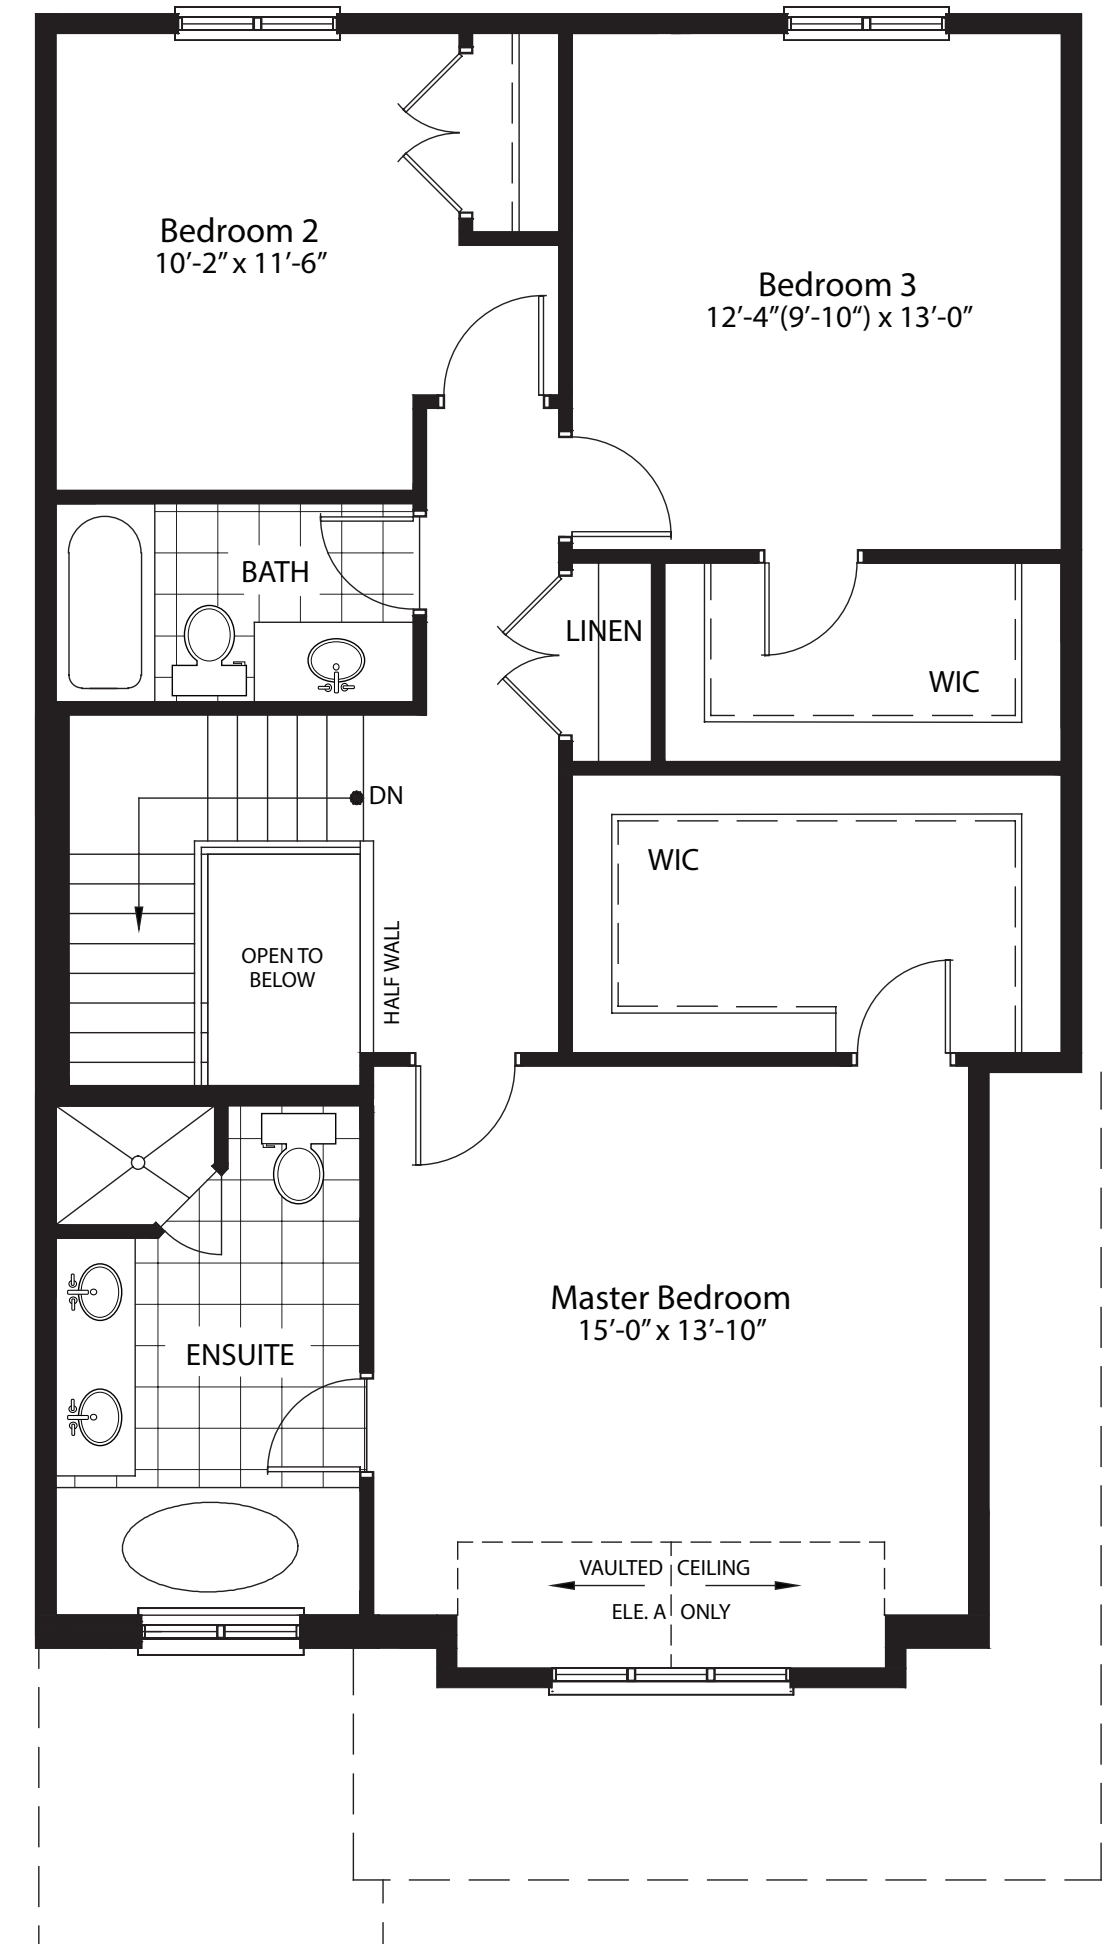 Bedroom 2
10’-2” x 11’-6”
Bedroom 3
12’-4”(9’-10“) x 13’-0”
BATH
LINEN
WIC
DN
WIC
OPEN TO
BELOW
HALF WALL
Master Bedroom
15’-0” x 13’-10”
ENSUITE
VAULTED CEILING
ELE. A ONLY